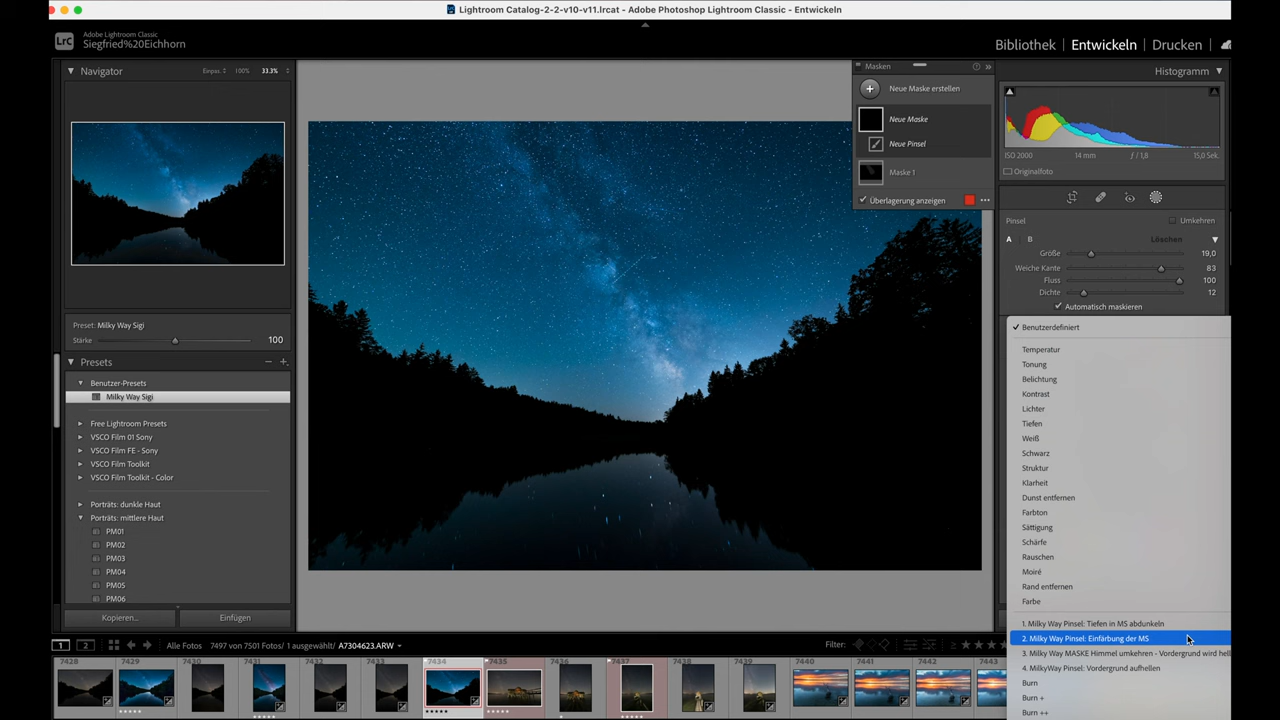 Lightroom Catalog-2-2-v10-v11.lrcat - Adobe Photoshop Lightroom Classic - Entwickeln
LrC
Adobe Lightroom Classic
Siegfried%20Eichhorn
Bibliothek | Entwickeln | Drucken |
Navigator
Einpas. 100% 33.3%
Preset: Milky Way Sigi
Stärke 100
Presets
Benutzer-Presets
Milky Way Sigi
Free Lightroom Presets
VSCO Film 01 Sony
VSCO Film FE - Sony
VSCO Film Toolkit
VSCO Film Toolkit - Color
Porträts: dunkle Haut
Porträts: mittlere Haut
PM01
PM02
PM03
PM04
PM05
PM06
Kopieren...
Einfügen
Masken
Neue Maske erstellen
Neue Maske
Neue Pinsel
Maske 1
Überlagerung anzeigen
Histogramm
ISO 2000 14 mm ƒ / 1,8 15,0 Sek.
Originalfoto
Pinsel Umkehren
A B Löschen
Größe 19,0
Weiche Kante 83
Fluss 100
Dichte 12
Automatisch maskieren
Benutzerdefiniert
Temperatur
Tonung
Belichtung
Kontrast
Lichter
Tiefen
Weiß
Schwarz
Struktur
Klarheit
Dunst entfernen
Farbton
Sättigung
Schärfe
Rauschen
Moiré
Rand entfernen
Farbe
1. Milky Way Pinsel: Tiefen in MS abdunkeln
2. Milky Way Pinsel: Einfärbung der MS
3. Milky Way MASKE Himmel umkehren - Vordergrund wird hell
4. MilkyWay Pinsel: Vordergrund aufhellen
Burn
Burn +
Burn ++
1 2 Alle Fotos 7497 von 7501 Fotos/ 1 ausgewählt/ A7304623.ARW Filter:
7428 7429 7430 7431 7432 7433 7434 7435 7436 7437 7438 7439 7440 7441 7442 7443